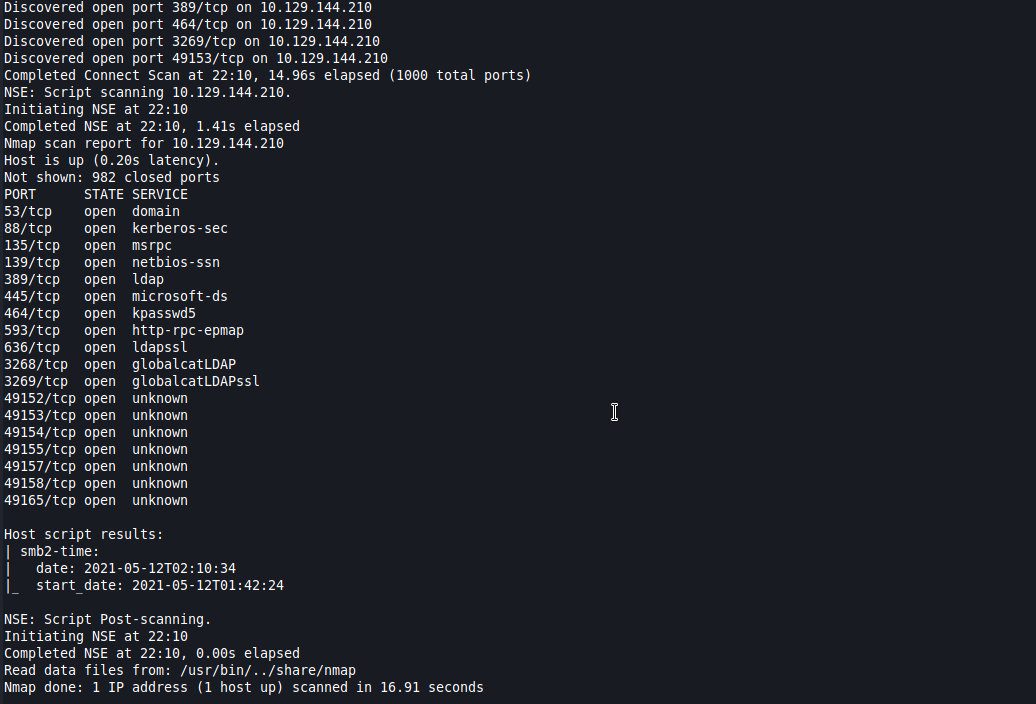 Discovered open port 389/tcp on 10.129.144.210
Discovered open port 464/tcp on 10.129.144.210
Discovered open port 3269/tcp on 10.129.144.210
Discovered open port 49153/tcp on 10.129.144.210
Completed Connect Scan at 22:10, 14.96s elapsed (1000 total ports)
NSE: Script scanning 10.129.144.210.
Initiating NSE at 22:10
Completed NSE at 22:10, 1.41s elapsed
Nmap scan report for 10.129.144.210
Host is up (0.20s latency).
Not shown: 982 closed ports
PORT      STATE SERVICE
53/tcp    open  domain
88/tcp    open  kerberos-sec
135/tcp   open  msrpc
139/tcp   open  netbios-ssn
389/tcp   open  ldap
445/tcp   open  microsoft-ds
464/tcp   open  kpasswd5
593/tcp   open  http-rpc-epmap
636/tcp   open  ldapssl
3268/tcp  open  globalcatLDAP
3269/tcp  open  globalcatLDAPssl
49152/tcp open  unknown
49153/tcp open  unknown
49154/tcp open  unknown
49155/tcp open  unknown
49157/tcp open  unknown
49158/tcp open  unknown
49165/tcp open  unknown

Host script results:
| smb2-time:
|   date: 2021-05-12T02:10:34
|_  start_date: 2021-05-12T01:42:24

NSE: Script Post-scanning.
Initiating NSE at 22:10
Completed NSE at 22:10, 0.00s elapsed
Read data files from: /usr/bin/../share/nmap
Nmap done: 1 IP address (1 host up) scanned in 16.91 seconds